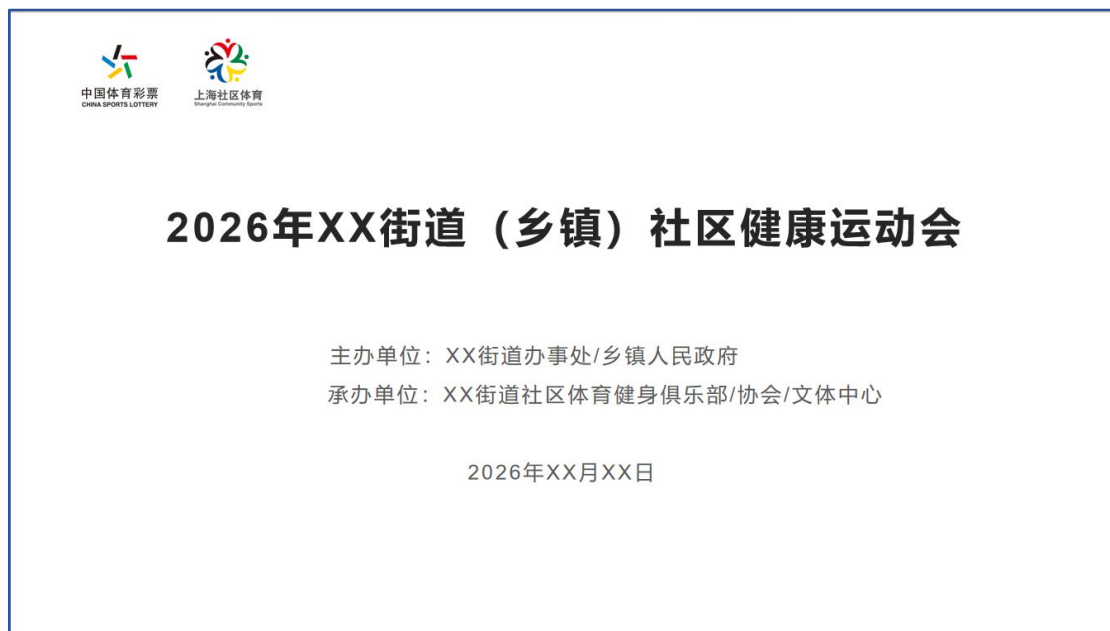 中国体育彩票
CHINA SPORTS LOTTERY
上海社区体育
Shanghai Community Sports
2026年XX街道（乡镇）社区健康运动会
主办单位：XX街道办事处/乡镇人民政府
承办单位：XX街道社区体育健身俱乐部/协会/文体中心
2026年XX月XX日